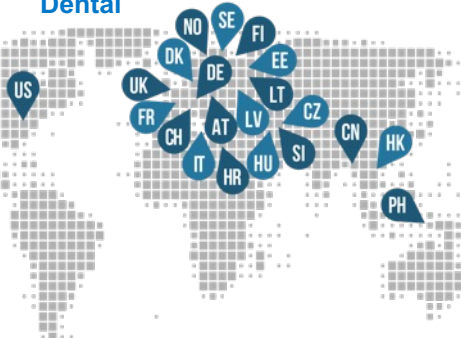 Dental
NO SE FI
DK DE EE
US UK LT
FR CH AT LV CZ
IT HR HU SI CN HK
PH